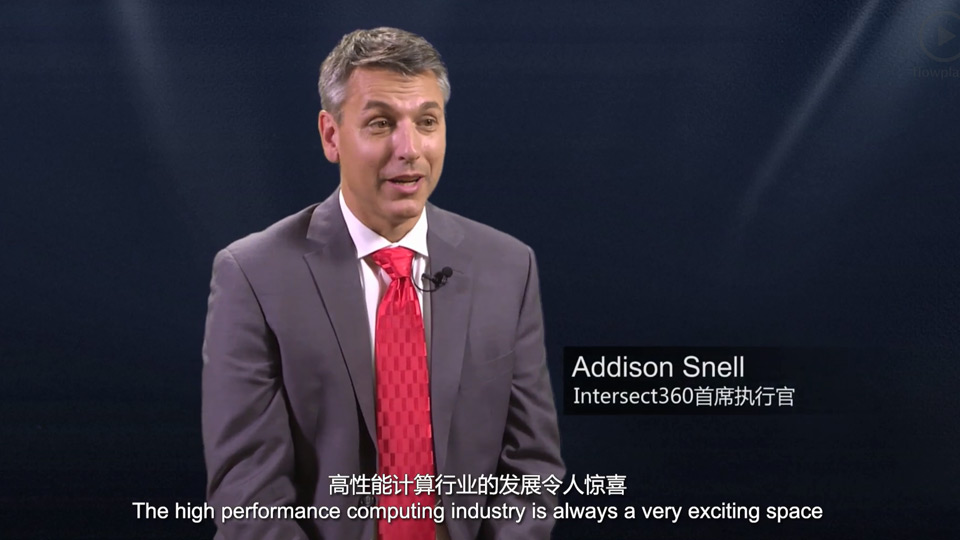 Addison Snell
Intersect360首席执行官
高性能计算行业的发展令人惊喜
The high performance computing industry is always a very exciting space